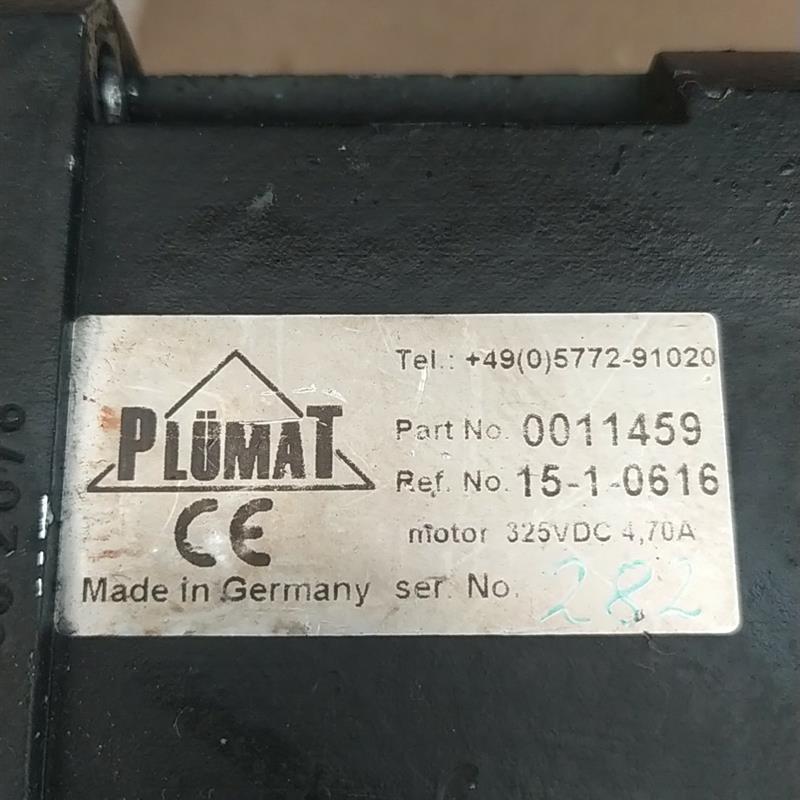 Tel.: +49(0)5772-91020
PLÜMAT
Part No. 0011459
Ref. No. 15-1-0616
CE
motor 325VDC 4,70A
Made in Germany
ser. No. 282